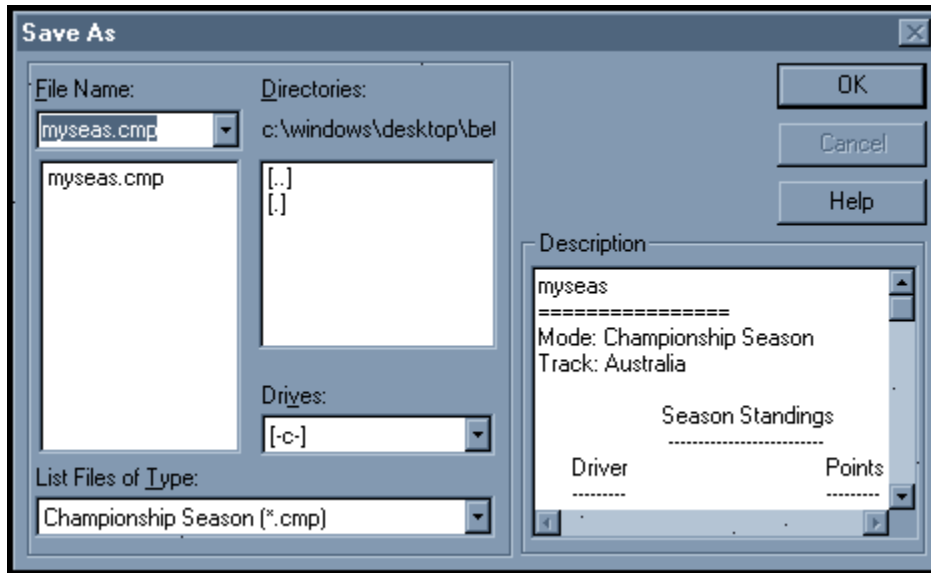 Save As
File Name:
myseas.cmp
myseas.cmp
Directories:
c:\windows\desktop\bet
[..]
[.]
Drives:
[-c-]
List Files of Type:
Championship Season (*.cmp)
OK
Cancel
Help
Description
myseas
================
Mode: Championship Season
Track: Australia
Season Standings
--------------------------
Driver Points
--------- ---------